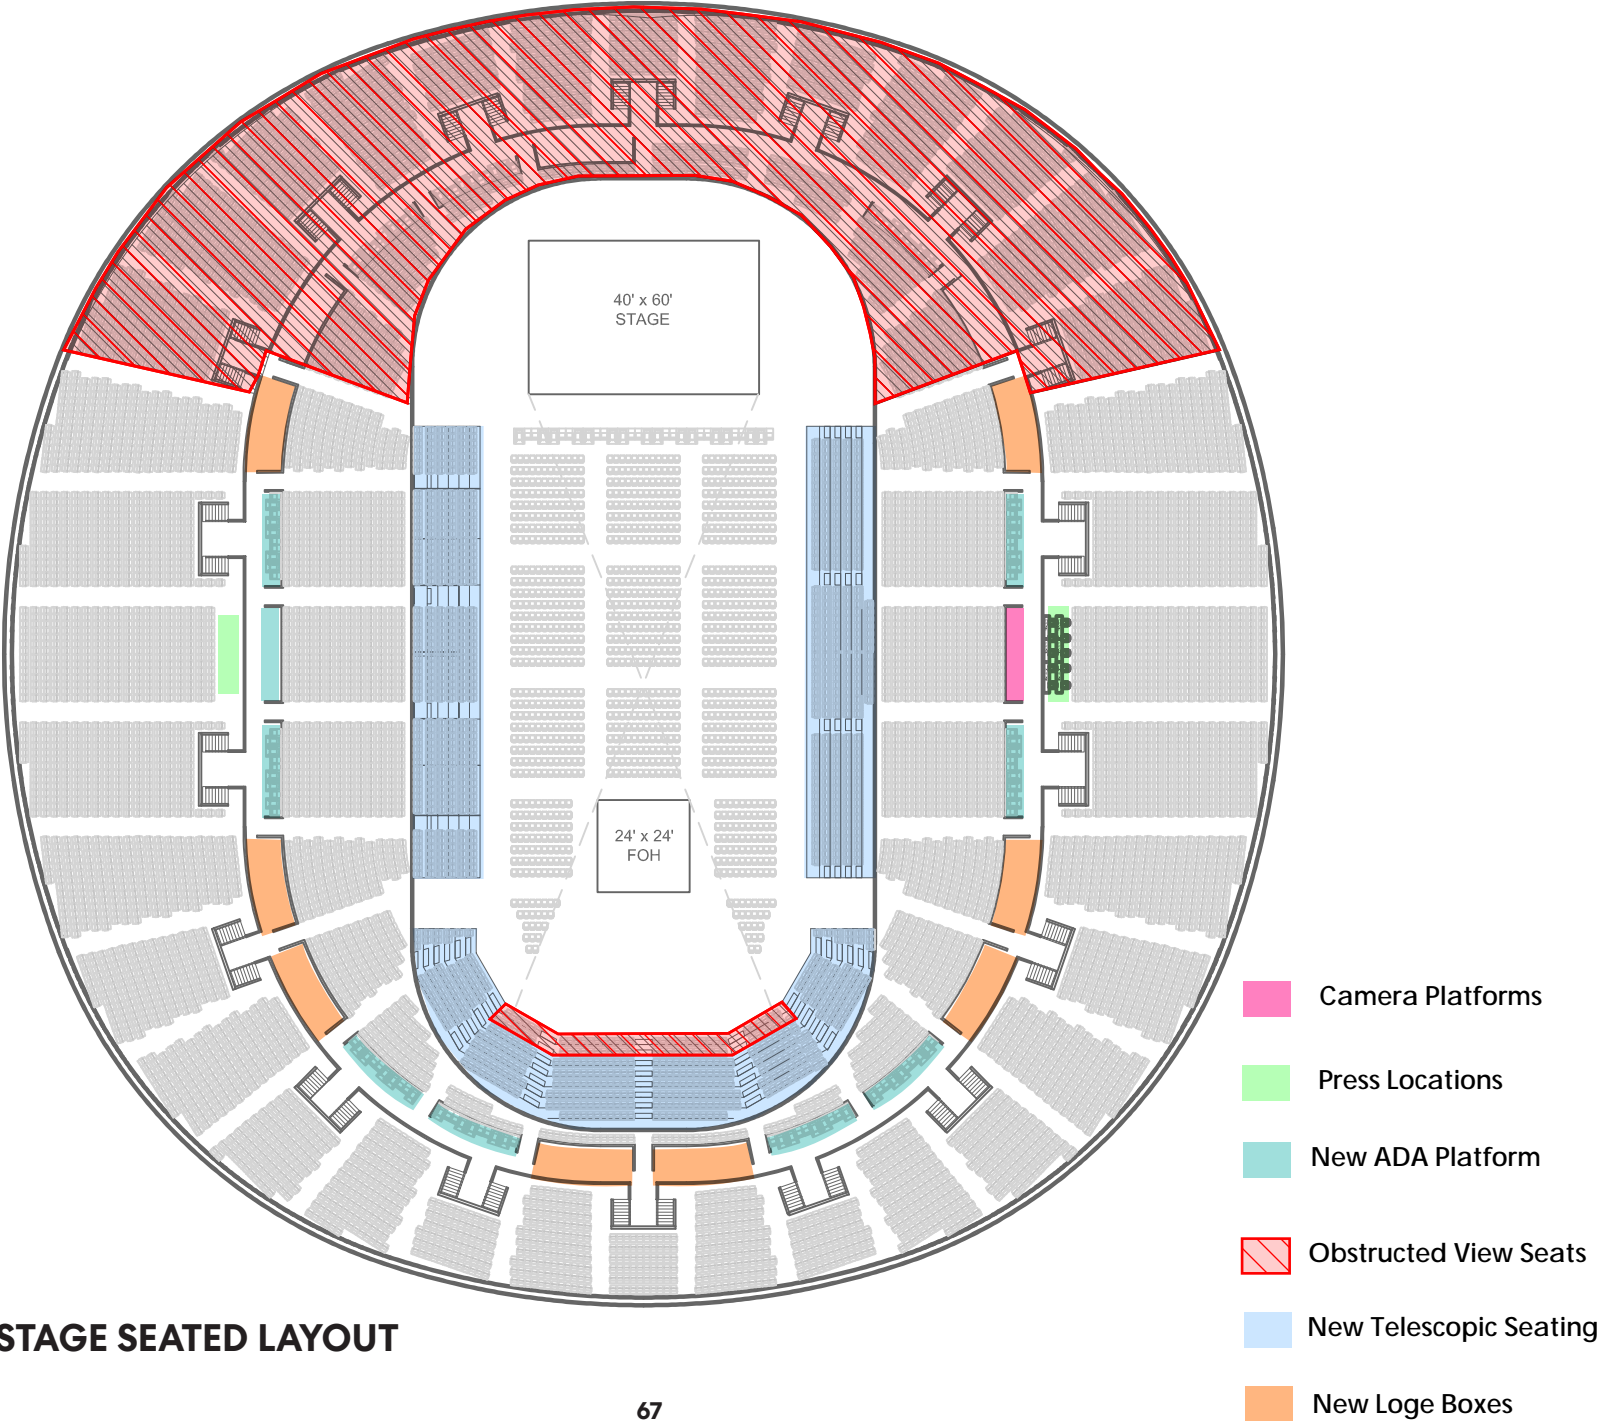 40' x 60'
STAGE
24' x 24'
FOH
Camera Platforms
Press Locations
New ADA Platform
Obstructed View Seats
New Telescopic Seating
New Loge Boxes
STAGE SEATED LAYOUT
67